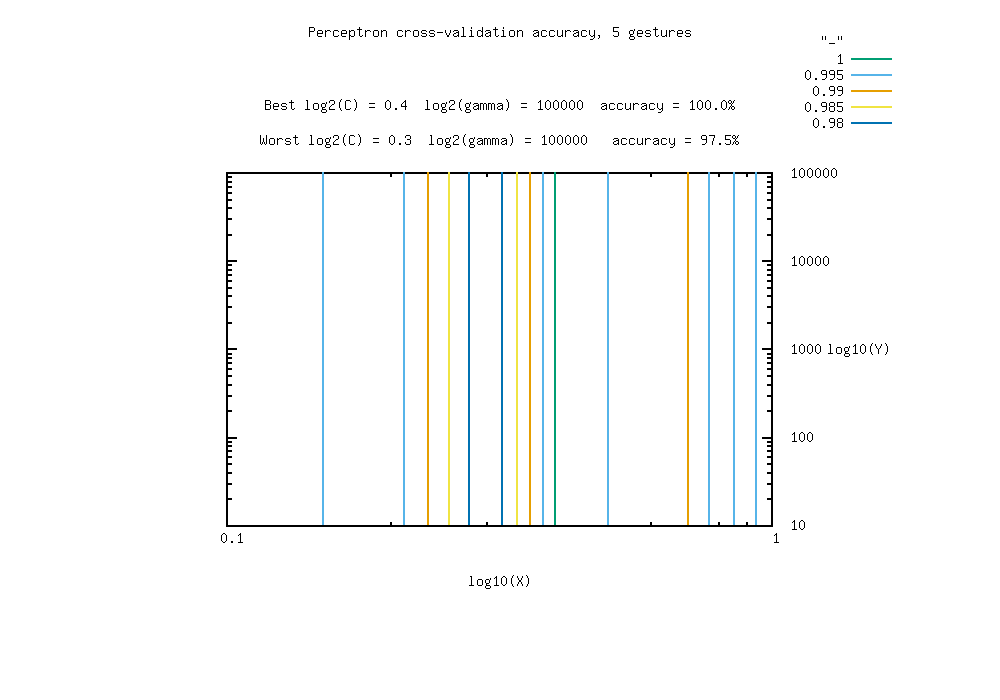 Perceptron cross-validation accuracy, 5 gestures
"_"
1
0.995
0.99
0.985
0.98
Best log2(C) = 0.4  log2(gamma) = 100000  accuracy = 100.0%
Worst log2(C) = 0.3  log2(gamma) = 100000   accuracy = 97.5%
100000
10000
1000 log10(Y)
100
10
0.1 1
log10(X)